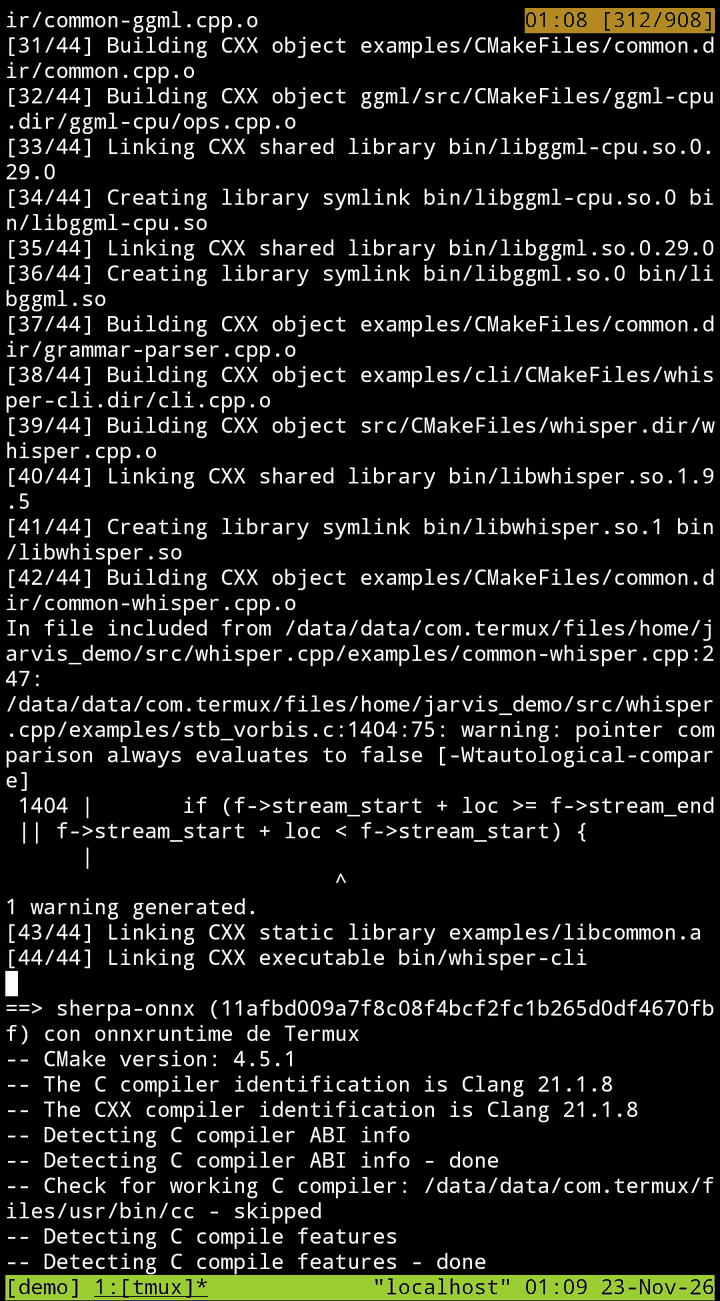 ir/common-ggml.cpp.o 01:08 [312/908]
[31/44] Building CXX object examples/CMakeFiles/common.d
ir/common.cpp.o
[32/44] Building CXX object ggml/src/CMakeFiles/ggml-cpu
.dir/ggml-cpu/ops.cpp.o
[33/44] Linking CXX shared library bin/libggml-cpu.so.0.
29.0
[34/44] Creating library symlink bin/libggml-cpu.so.0 bi
n/libggml-cpu.so
[35/44] Linking CXX shared library bin/libggml.so.0.29.0
[36/44] Creating library symlink bin/libggml.so.0 bin/li
bggml.so
[37/44] Building CXX object examples/CMakeFiles/common.d
ir/grammar-parser.cpp.o
[38/44] Building CXX object examples/cli/CMakeFiles/whis
per-cli.dir/cli.cpp.o
[39/44] Building CXX object src/CMakeFiles/whisper.dir/w
hisper.cpp.o
[40/44] Linking CXX shared library bin/libwhisper.so.1.9
.5
[41/44] Creating library symlink bin/libwhisper.so.1 bin
/libwhisper.so
[42/44] Building CXX object examples/CMakeFiles/common.d
ir/common-whisper.cpp.o
In file included from /data/data/com.termux/files/home/j
arvis_demo/src/whisper.cpp/examples/common-whisper.cpp:2
47:
/data/data/com.termux/files/home/jarvis_demo/src/whisper
.cpp/examples/stb_vorbis.c:1404:75: warning: pointer com
parison always evaluates to false [-Wtautological-compar
e]
 1404 |       if (f->stream_start + loc >= f->stream_end
 || f->stream_start + loc < f->stream_start) {
      |
                          ^
1 warning generated.
[43/44] Linking CXX static library examples/libcommon.a
[44/44] Linking CXX executable bin/whisper-cli
==> sherpa-onnx (11afbd009a7f8c08f4bcf2fc1b265d0df4670fb
f) con onnxruntime de Termux
-- CMake version: 4.5.1
-- The C compiler identification is Clang 21.1.8
-- The CXX compiler identification is Clang 21.1.8
-- Detecting C compiler ABI info
-- Detecting C compiler ABI info - done
-- Check for working C compiler: /data/data/com.termux/f
iles/usr/bin/cc - skipped
-- Detecting C compile features
-- Detecting C compile features - done
[demo] 1:[tmux]* "localhost" 01:09 23-Nov-26